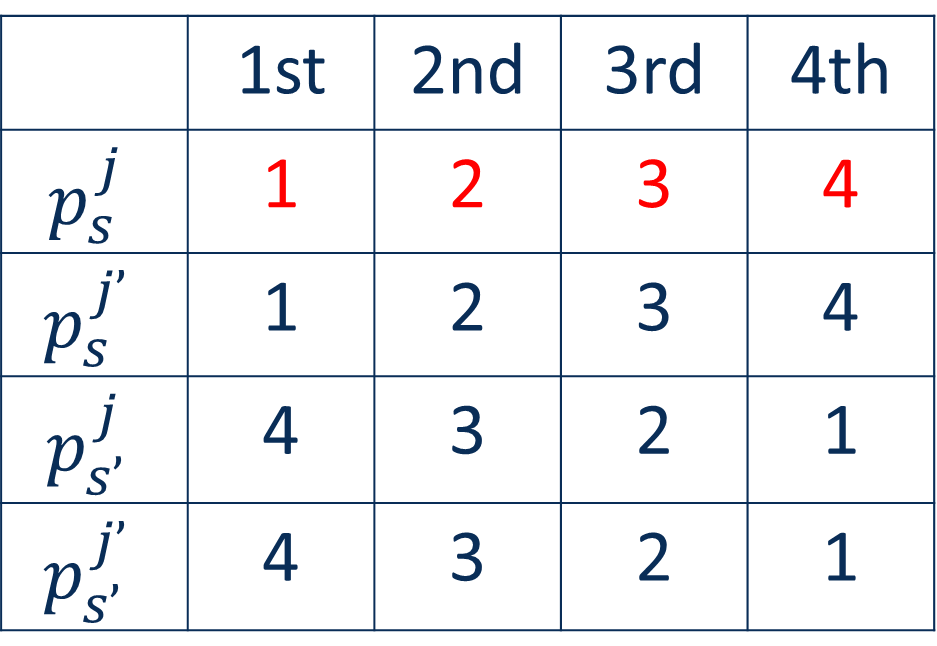 1st 2nd 3rd 4th
p_s^j 1 2 3 4
p_s^j’ 1 2 3 4
p_s’^j 4 3 2 1
p_s’^j’ 4 3 2 1